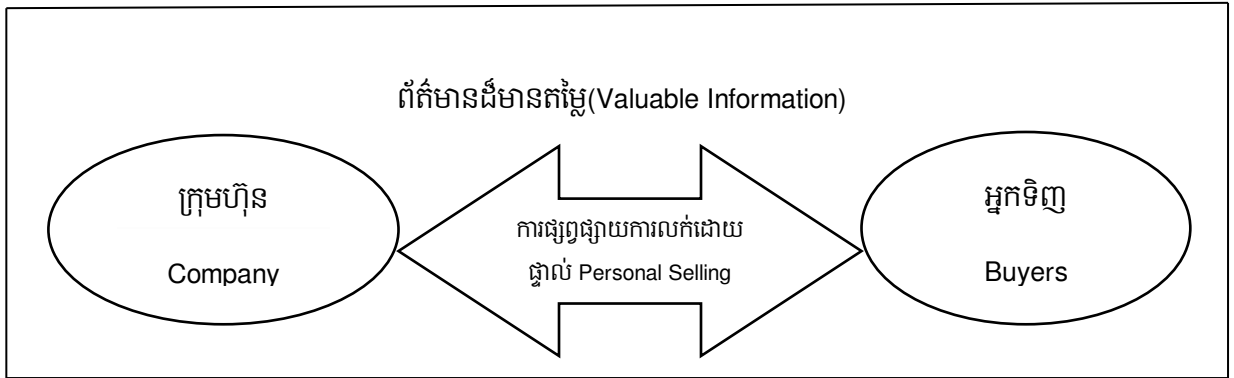 ព័ត៌មានដ៏មានតម្លៃ(Valuable Information)
ក្រុមហ៊ុន
Company
ការផ្សព្វផ្សាយការលក់ដោយ
ផ្ទាល់ Personal Selling
អ្នកទិញ
Buyers